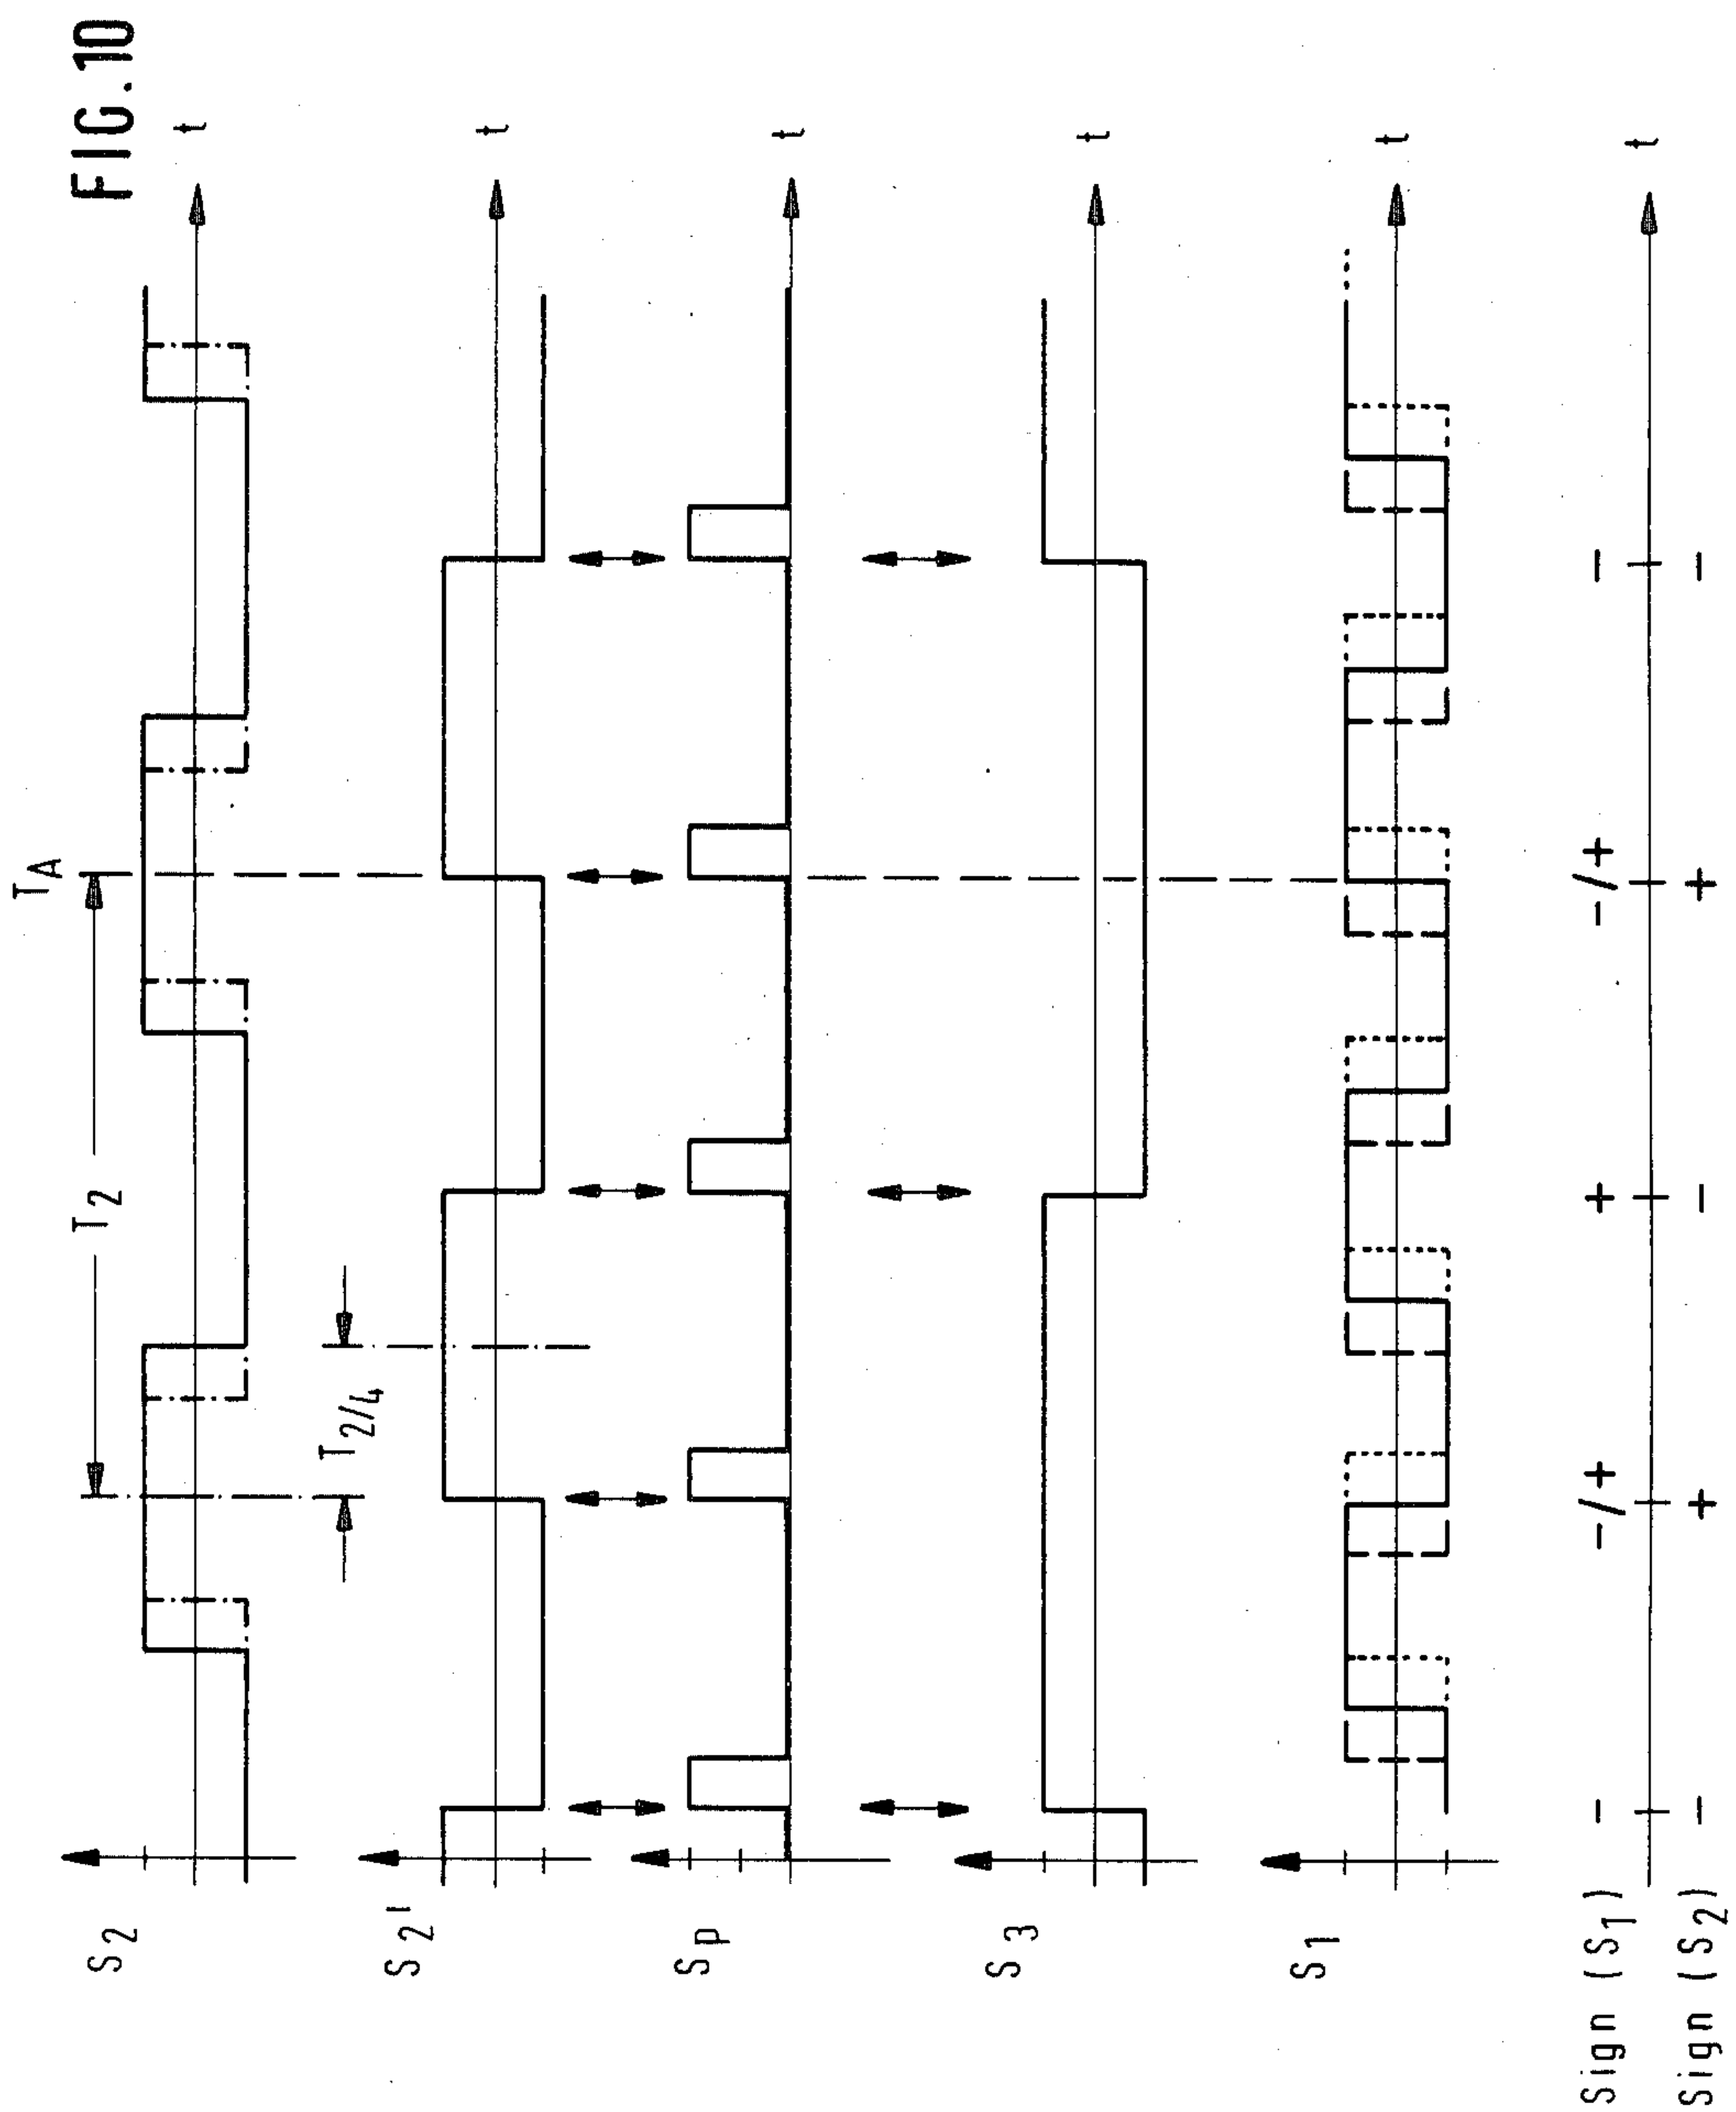 FIG.10
T_A
T_2
S_2 t
T_2/4
S_2' t
S_p t
S_3 t
S_1 t
Sign (S_1) - -/+ + -/+ - t
Sign (S_2) - + - + -